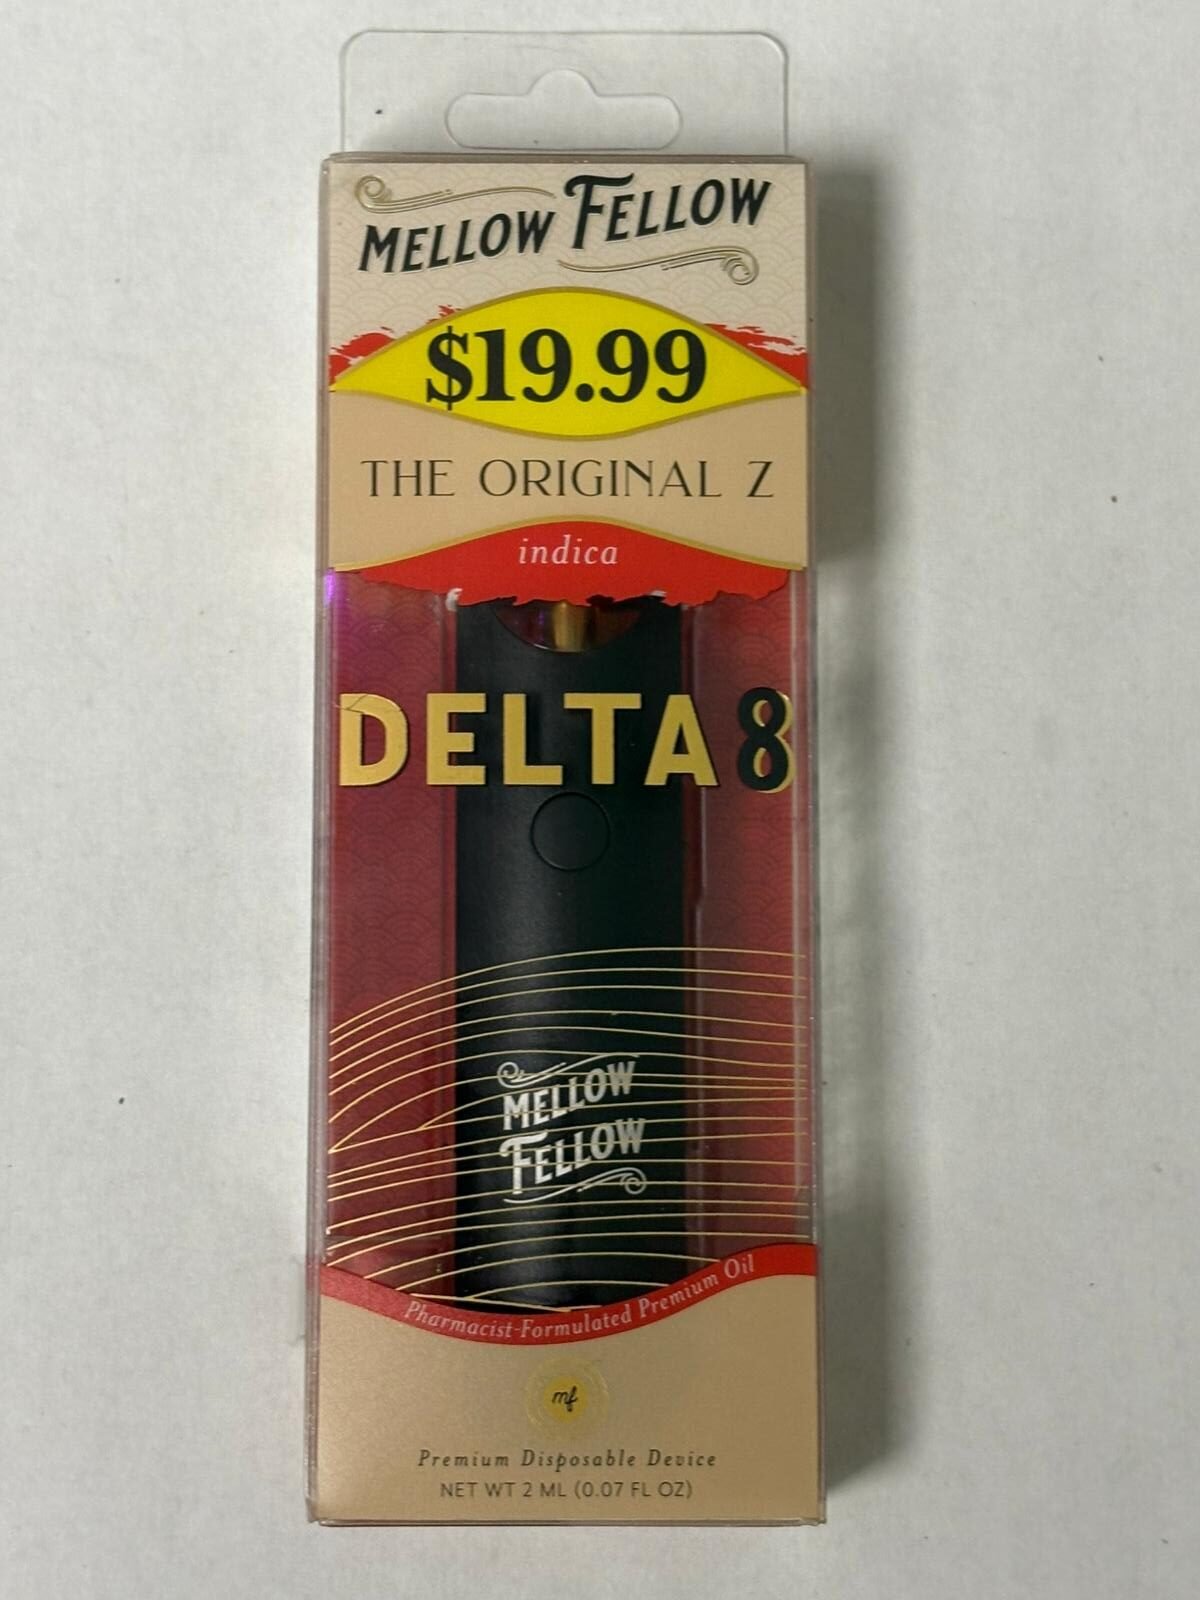 MELLOW FELLOW
$19.99
THE ORIGINAL Z
indica
DELTA 8
MELLOW
FELLOW
Pharmacist-Formulated Premium Oil
mf
Premium Disposable Device
NET WT 2 ML (0.07 FL OZ)